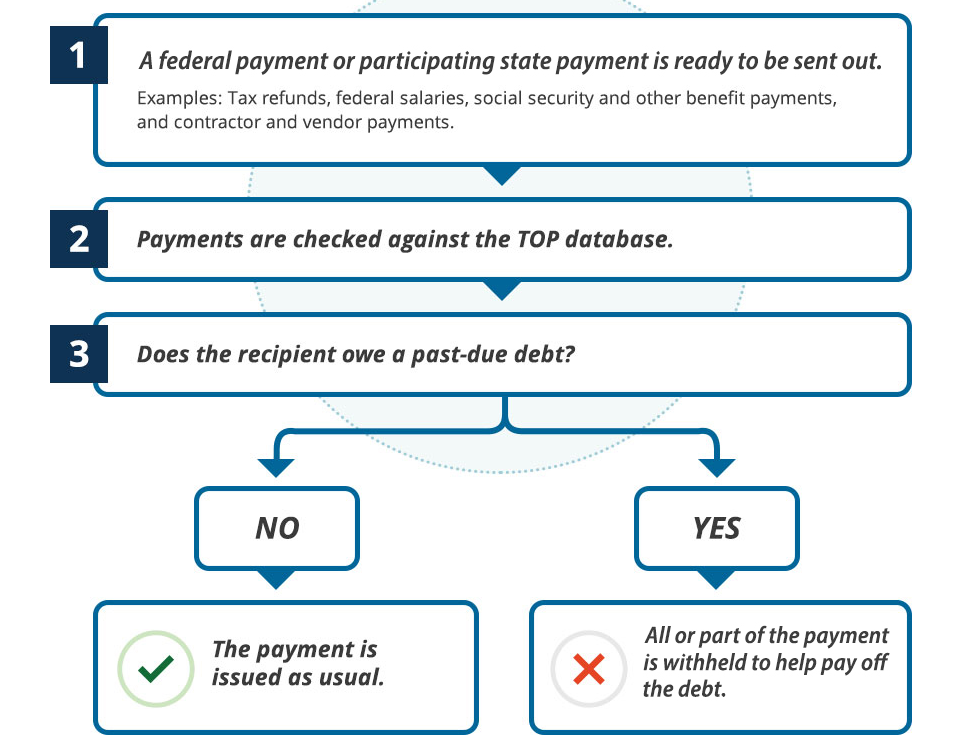 1
A federal payment or participating state payment is ready to be sent out.
Examples: Tax refunds, federal salaries, social security and other benefit payments,
and contractor and vendor payments.
2
Payments are checked against the TOP database.
3
Does the recipient owe a past-due debt?
NO
YES
The payment is
issued as usual.
All or part of the payment
is withheld to help pay off
the debt.